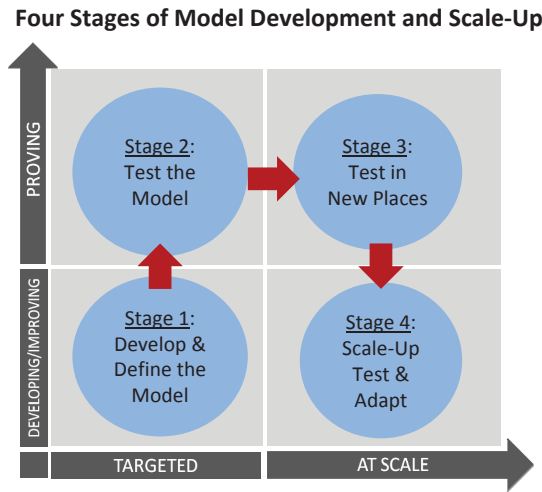 Four Stages of Model Development and Scale-Up
PROVING
Stage 2:
Test the
Model
Stage 3:
Test in
New Places
DEVELOPING/IMPROVING
Stage 1:
Develop &
Define the
Model
Stage 4:
Scale-Up
Test &
Adapt
TARGETED
AT SCALE